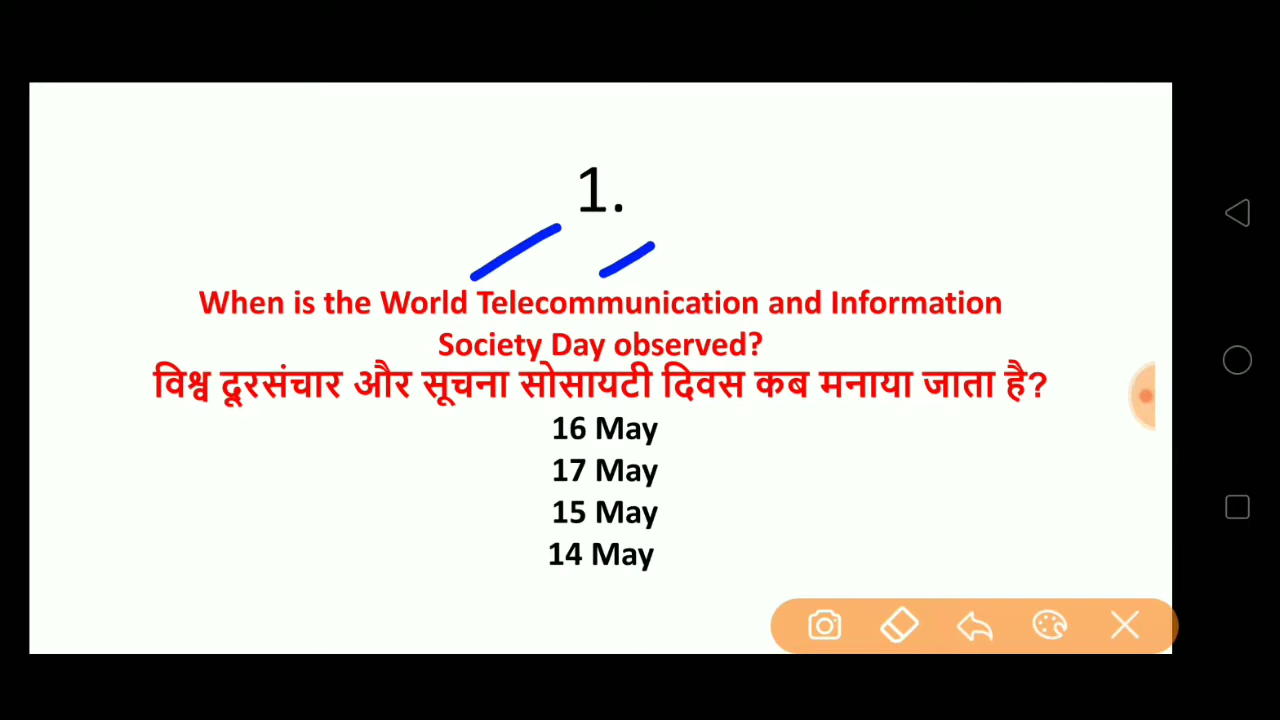 1.
When is the World Telecommunication and Information
Society Day observed?
विश्व दूरसंचार और सूचना सोसायटी दिवस कब मनाया जाता है?
16 May
17 May
15 May
14 May